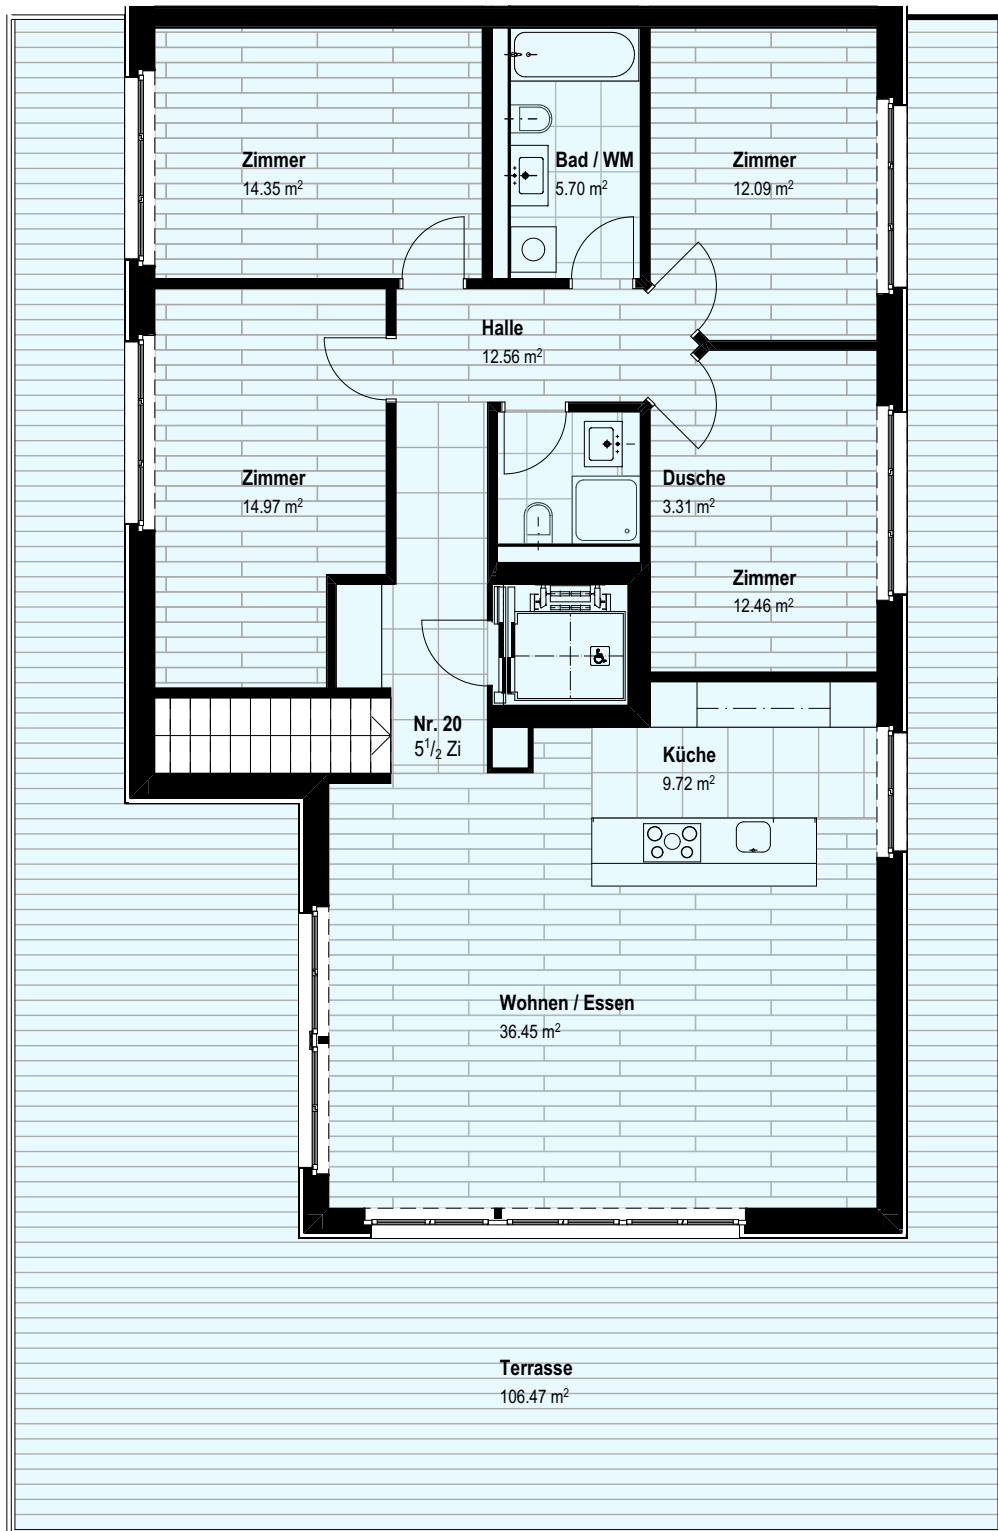 Zimmer
14.35 m²
Bad / WM
5.70 m²
Zimmer
12.09 m²
Halle
12.56 m²
Zimmer
14.97 m²
Dusche
3.31 m²
Zimmer
12.46 m²
Nr. 20
5¹/₂ Zi
Küche
9.72 m²
Wohnen / Essen
36.45 m²
Terrasse
106.47 m²